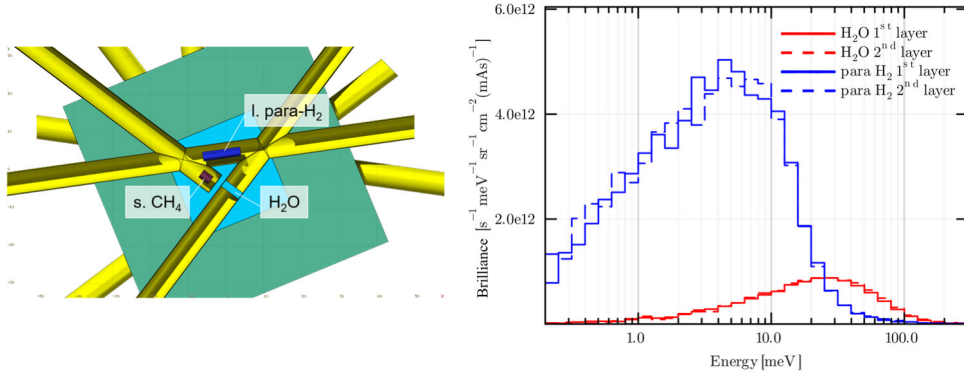 l. para-H₂
s. CH₄
H₂O
6.0e12
4.0e12
2.0e12
Brilliance [s⁻¹ meV⁻¹ sr⁻¹ cm⁻² (mAs)⁻¹]
H₂O 1ˢᵗ layer
H₂O 2ⁿᵈ layer
para H₂ 1ˢᵗ layer
para H₂ 2ⁿᵈ layer
1.0
10.0
100.0
Energy [meV]